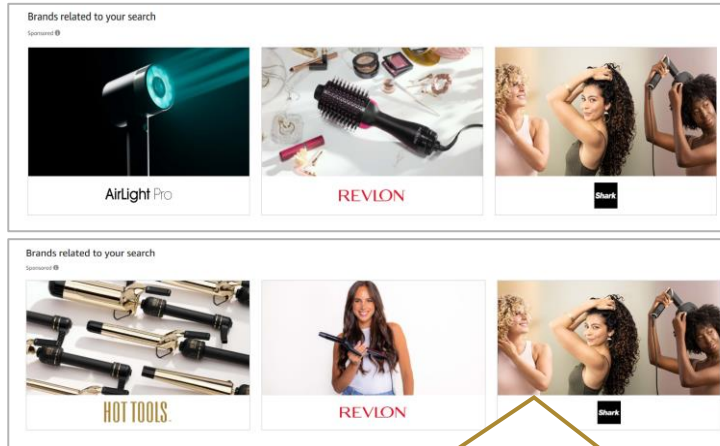 Brands related to your search
Sponsored
AirLight Pro
REVLON
Shark
Brands related to your search
Sponsored
HOT TOOLS.
REVLON
Shark